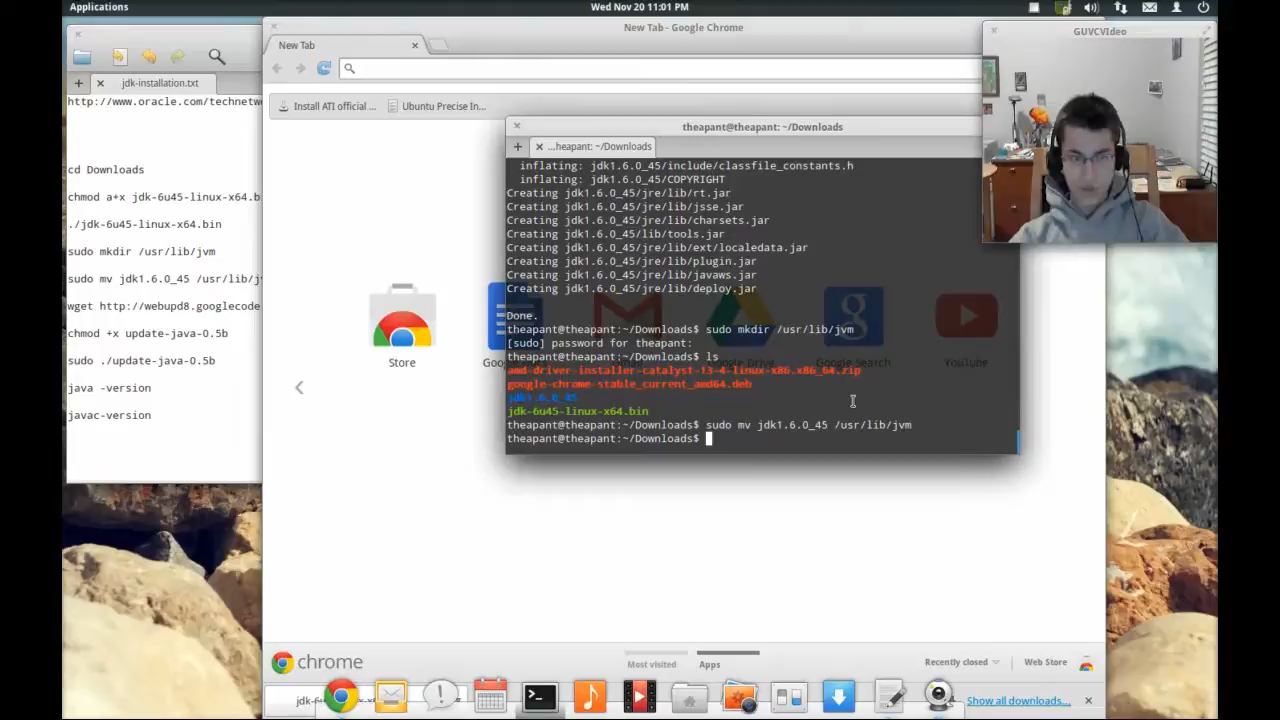 Applications
Wed Nov 20 11:01 PM
jdk-installation.txt
http://www.oracle.com/technetw
cd Downloads
chmod a+x jdk-6u45-linux-x64.b
./jdk-6u45-linux-x64.bin
sudo mkdir /usr/lib/jvm
sudo mv jdk1.6.0_45 /usr/lib/j
wget http://webupd8.googlecode
chmod +x update-java-0.5b
sudo ./update-java-0.5b
java -version
javac-version
New Tab - Google Chrome
New Tab
Install ATI official ...
Ubuntu Precise In...
GUVCVIdeo
theapant@theapant: ~/Downloads
...heapant: ~/Downloads
inflating: jdk1.6.0_45/include/classfile_constants.h
inflating: jdk1.6.0_45/COPYRIGHT
Creating jdk1.6.0_45/jre/lib/rt.jar
Creating jdk1.6.0_45/jre/lib/jsse.jar
Creating jdk1.6.0_45/jre/lib/charsets.jar
Creating jdk1.6.0_45/lib/tools.jar
Creating jdk1.6.0_45/jre/lib/ext/localedata.jar
Creating jdk1.6.0_45/jre/lib/plugin.jar
Creating jdk1.6.0_45/jre/lib/javaws.jar
Creating jdk1.6.0_45/jre/lib/deploy.jar
Done.
theapant@theapant:~/Downloads$ sudo mkdir /usr/lib/jvm
[sudo] password for theapant:
theapant@theapant:~/Downloads$ ls
amd-driver-installer-catalyst-13-4-linux-x86.x86_64.zip
google-chrome-stable_current_amd64.deb
jdk1.6.0_45
jdk-6u45-linux-x64.bin
theapant@theapant:~/Downloads$ sudo mv jdk1.6.0_45 /usr/lib/jvm
theapant@theapant:~/Downloads$
Store
Google Drive
Google Search
YouTube
chrome
Most visited
Apps
Recently closed
Web Store
Show all downloads...